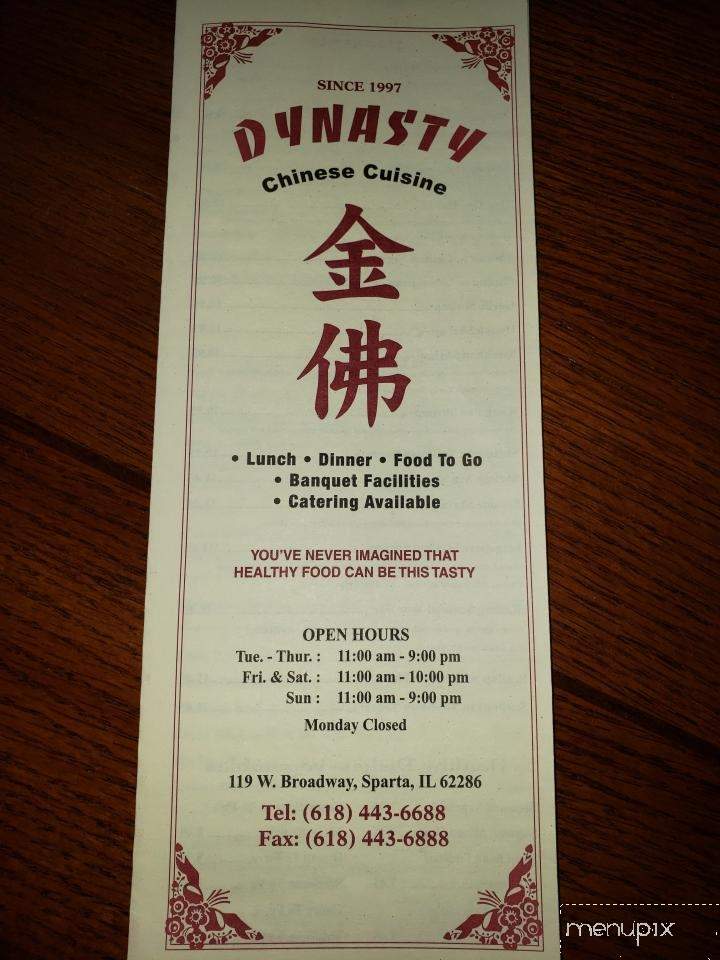 SINCE 1997
DYNASTY
Chinese Cuisine
金
佛
• Lunch • Dinner • Food To Go
• Banquet Facilities
• Catering Available
YOU'VE NEVER IMAGINED THAT
HEALTHY FOOD CAN BE THIS TASTY
OPEN HOURS
Tue. - Thur. : 11:00 am - 9:00 pm
Fri. & Sat. : 11:00 am - 10:00 pm
Sun : 11:00 am - 9:00 pm
Monday Closed
119 W. Broadway, Sparta, IL 62286
Tel: (618) 443-6688
Fax: (618) 443-6888
menupix